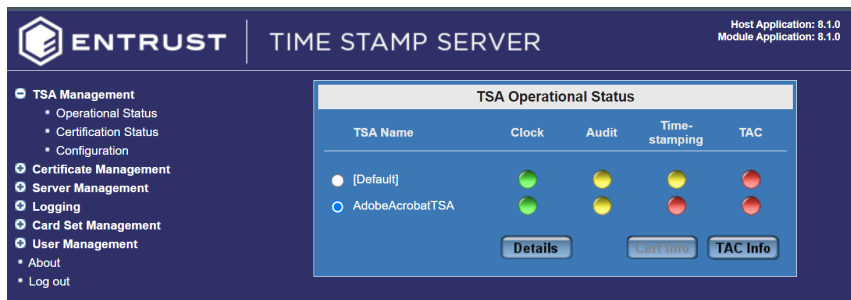 ENTRUST
TIME STAMP SERVER
Host Application: 8.1.0
Module Application: 8.1.0
TSA Management
Operational Status
Certification Status
Configuration
Certificate Management
Server Management
Logging
Card Set Management
User Management
About
Log out
TSA Operational Status
TSA Name Clock Audit Time-stamping TAC
[Default]
AdobeAcrobatTSA
Details Cert Info TAC Info